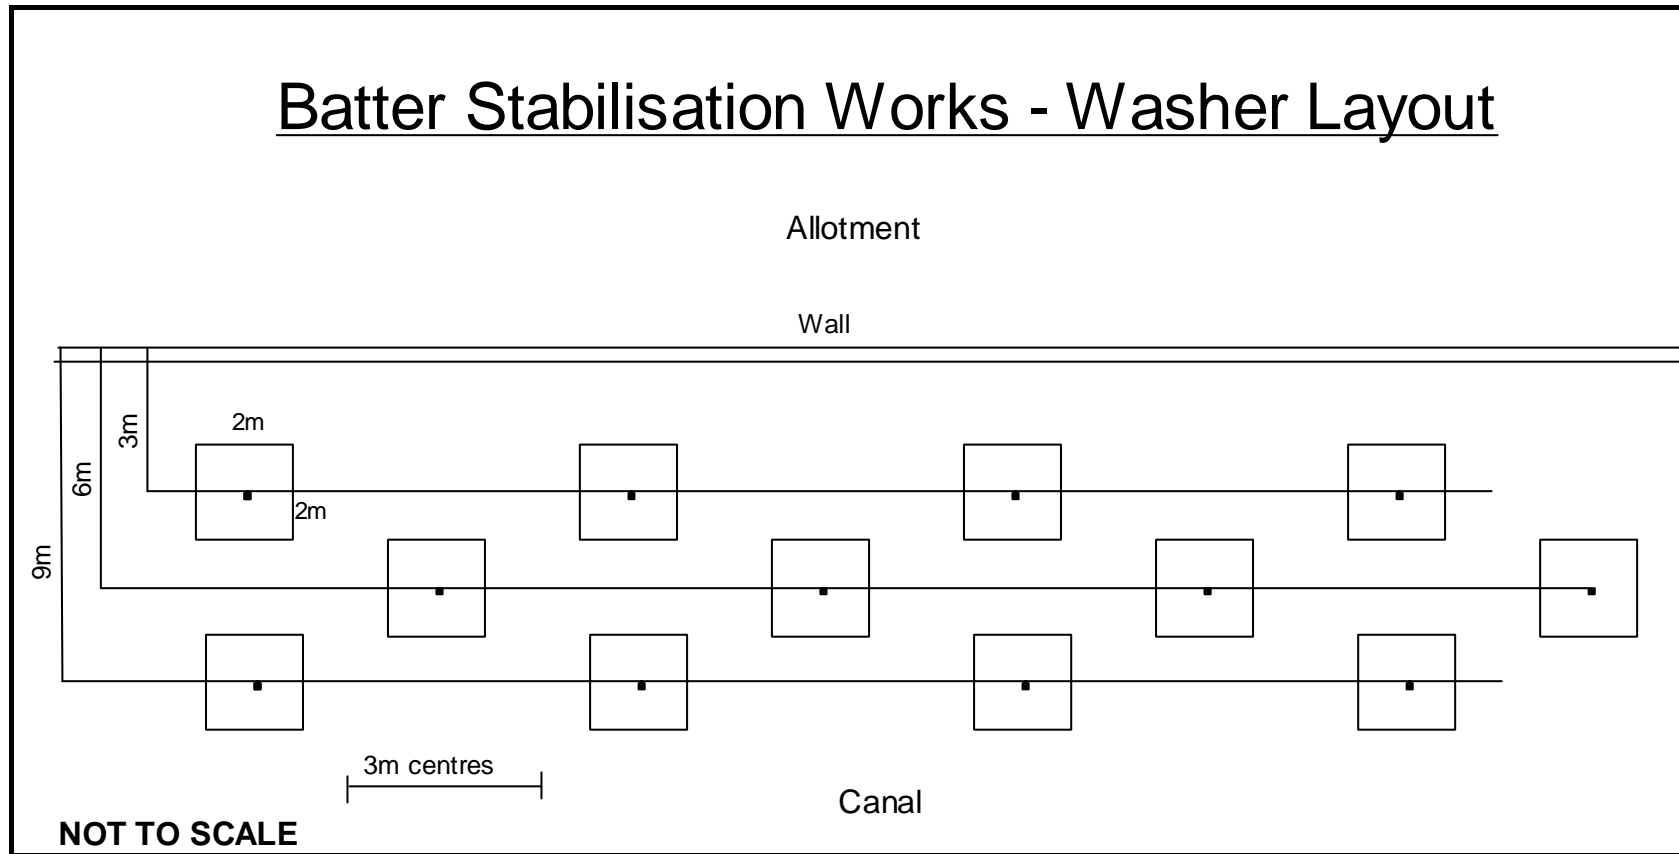 Batter Stabilisation Works - Washer Layout
Allotment
Wall
3m
2m
6m
2m
9m
3m centres
Canal
NOT TO SCALE